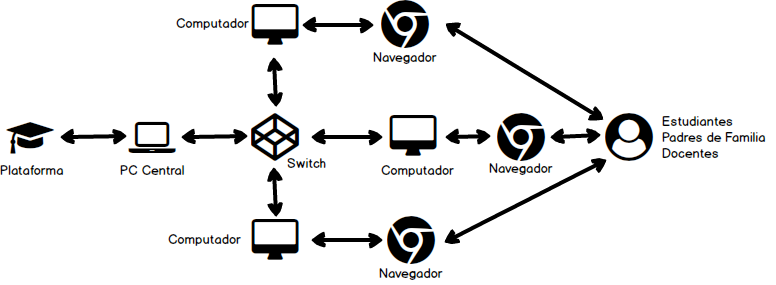 Computador
Navegador
Plataforma
PC Central
Switch
Computador
Navegador
Estudiantes
Padres de Familia
Docentes
Computador
Navegador